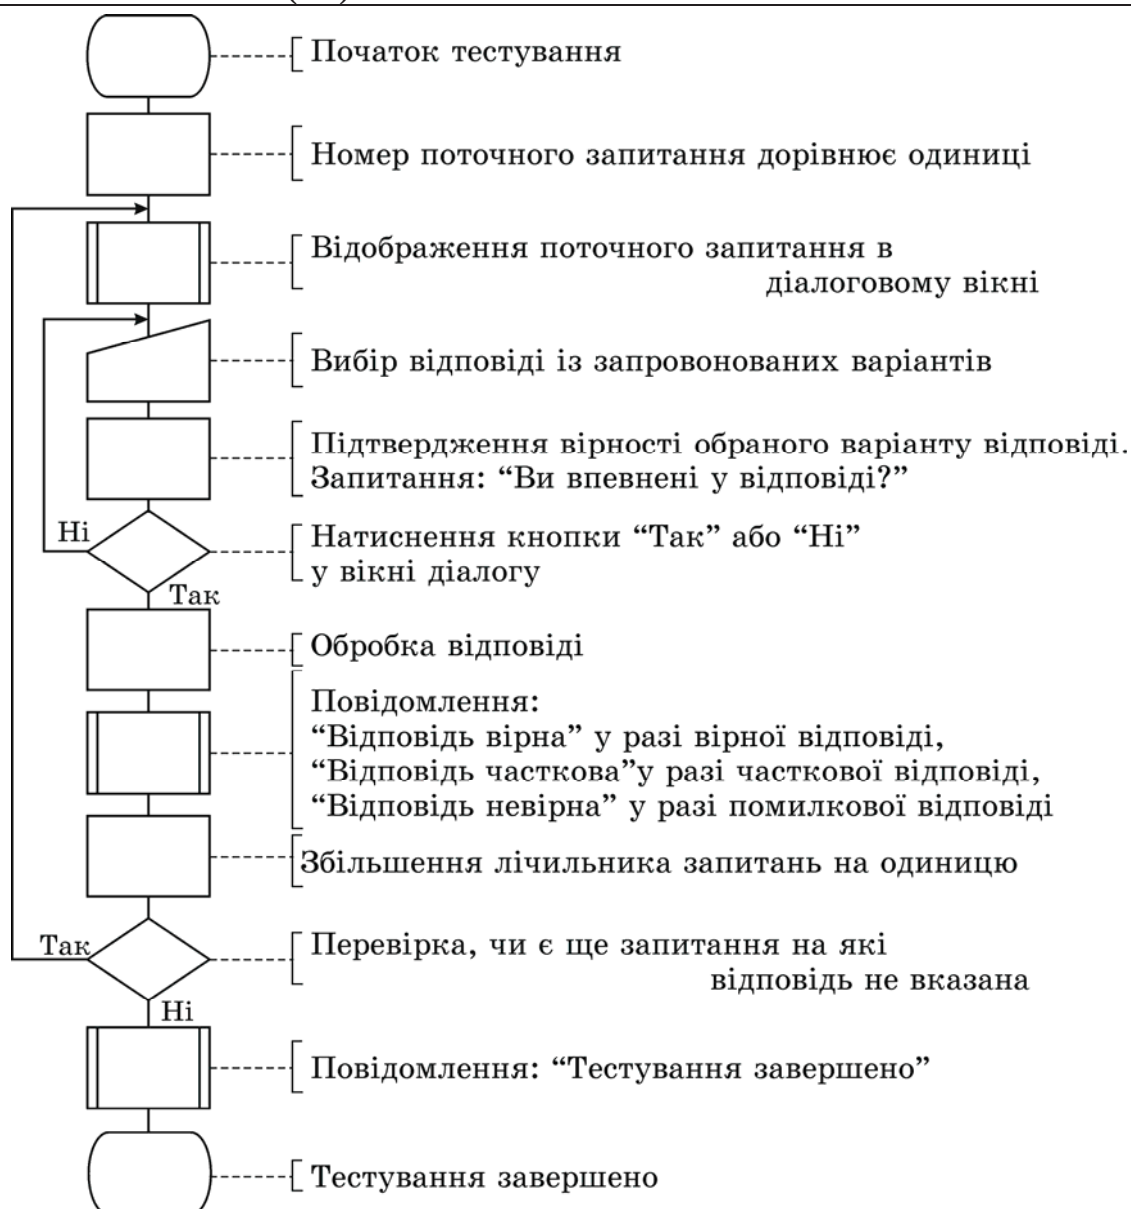 Початок тестування
Номер поточного запитання дорівнює одиниці
Відображення поточного запитання в
діалоговому вікні
Вибір відповіді із запровонованих варіантів
Підтвердження вірності обраного варіанту відповіді.
Запитання: “Ви впевнені у відповіді?”
Ні
Натиснення кнопки “Так” або “Ні”
у вікні діалогу
Так
Обробка відповіді
Повідомлення:
“Відповідь вірна” у разі вірної відповіді,
“Відповідь часткова”у разі часткової відповіді,
“Відповідь невірна” у разі помилкової відповіді
Збільшення лічильника запитань на одиницю
Так
Перевірка, чи є ще запитання на які
відповідь не вказана
Ні
Повідомлення: “Тестування завершено”
Тестування завершено